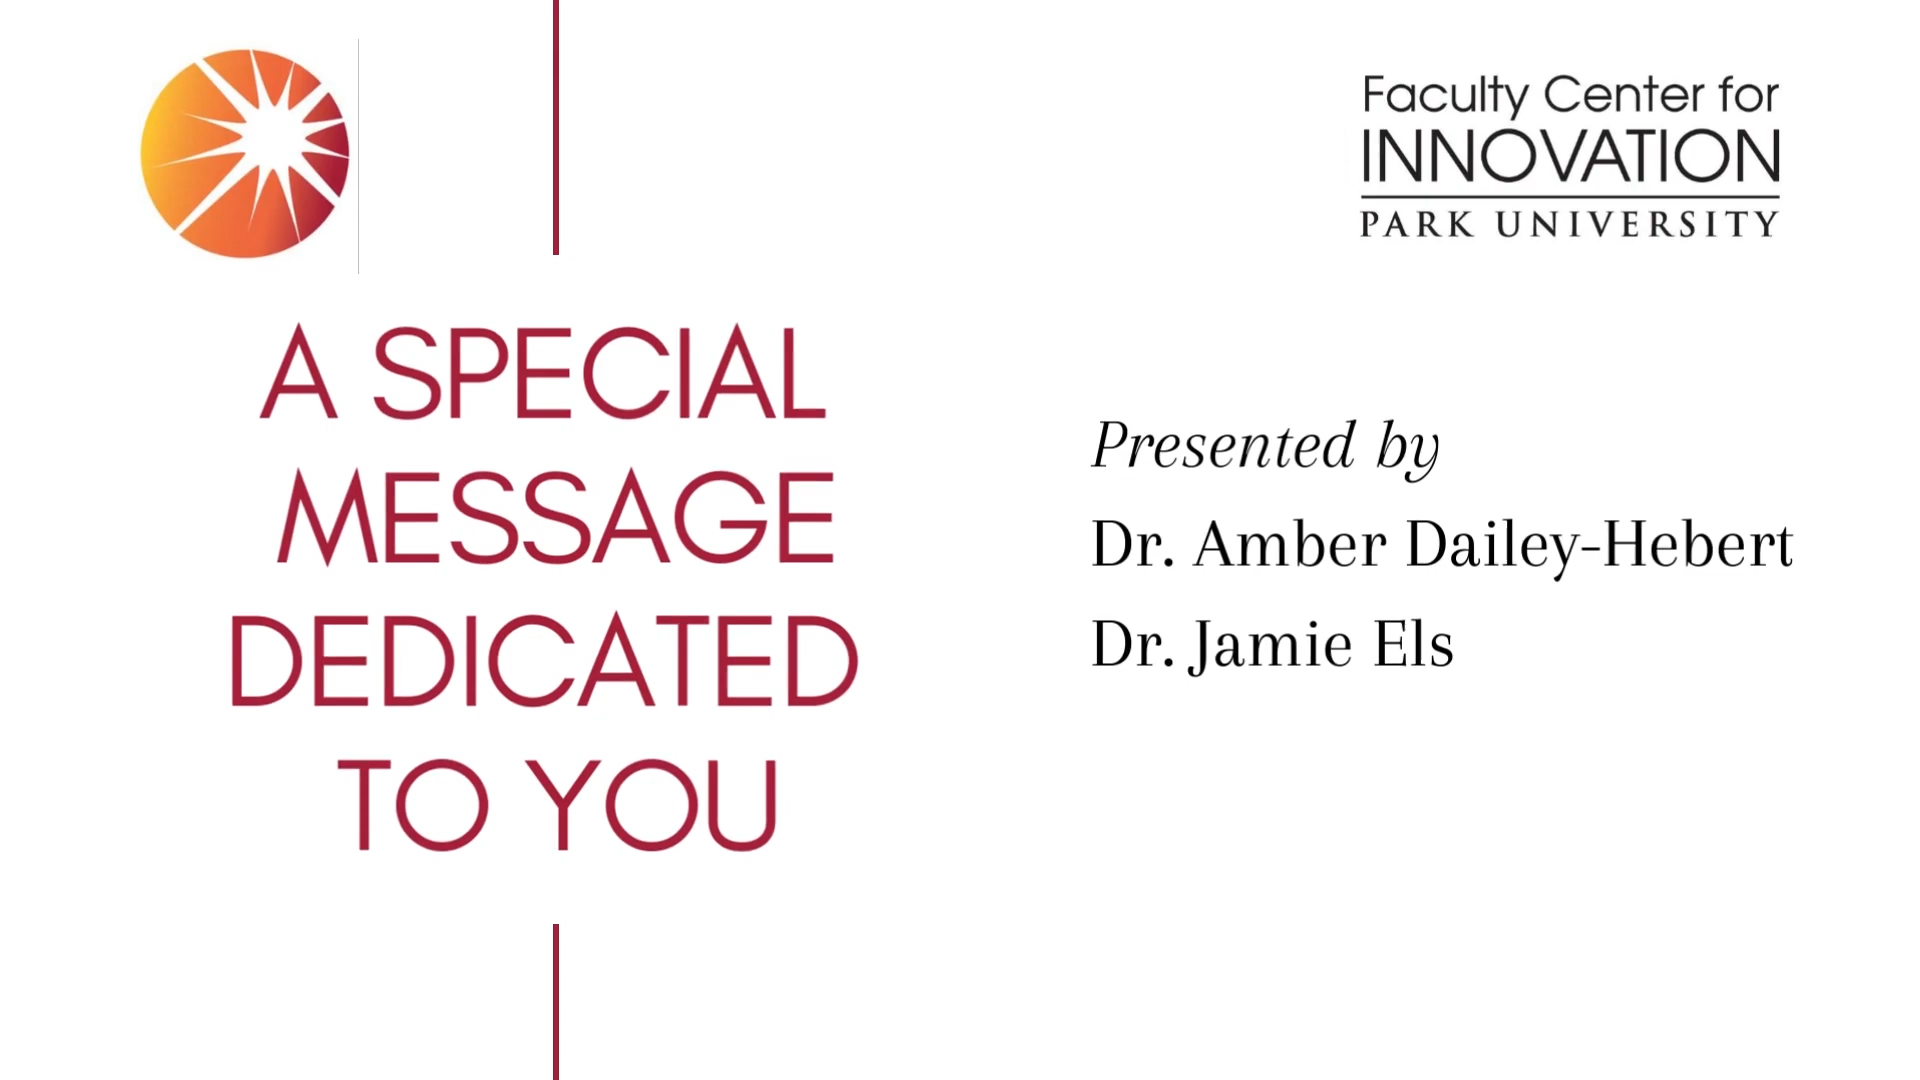 Faculty Center for
INNOVATION
PARK UNIVERSITY
A SPECIAL
MESSAGE
DEDICATED
TO YOU
Presented by
Dr. Amber Dailey-Hebert
Dr. Jamie Els